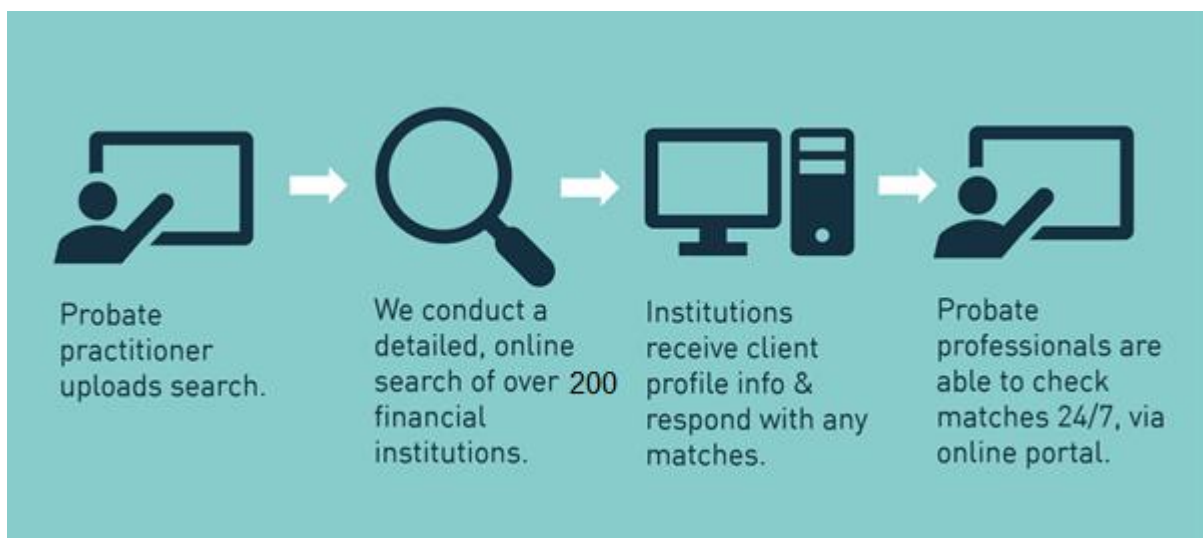 Probate
practitioner
uploads search.
We conduct a
detailed, online
search of over 200
financial
institutions.
Institutions
receive client
profile info &
respond with any
matches.
Probate
professionals are
able to check
matches 24/7, via
online portal.